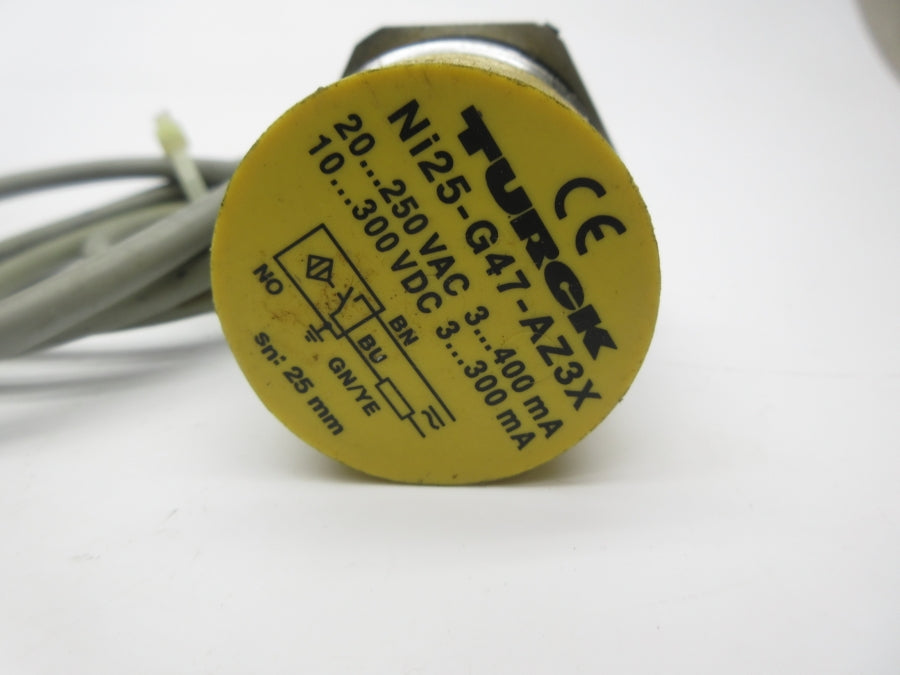 CE
TURCK
Ni25-G47-AZ3X
20...250 VAC 3...400 mA
10...300 VDC 3...300 mA
BN
BU
GN/YE
NO
sn: 25 mm